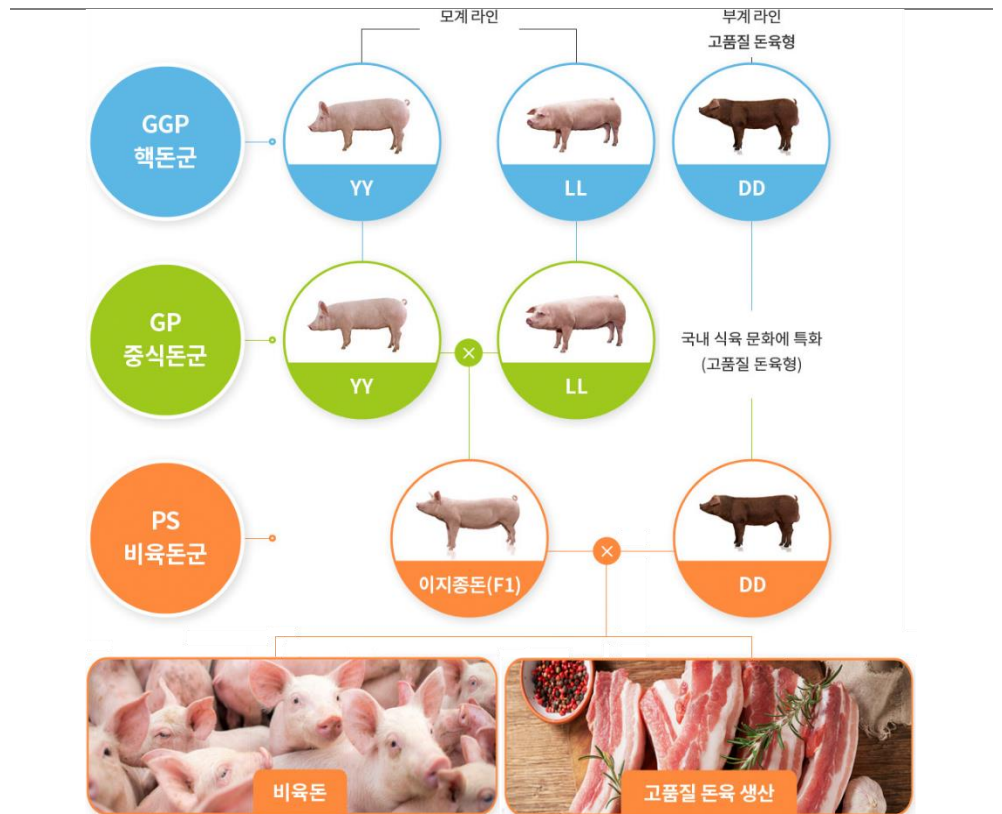 모계 라인
부계 라인
고품질 돈육형
GGP
핵돈군
YY
LL
DD
GP
중식돈군
YY
×
LL
국내 식육 문화에 특화
(고품질 돈육형)
PS
비육돈군
이지종돈(F1)
×
DD
비육돈
고품질 돈육 생산